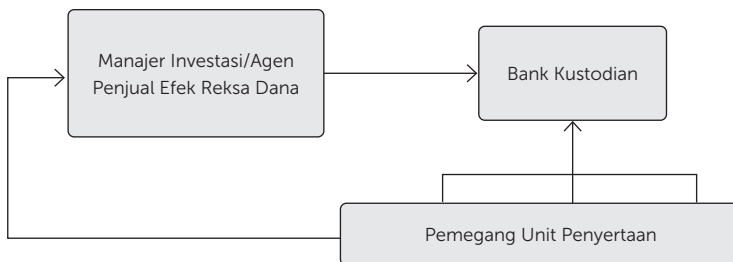 Manajer Investasi/Agen
Penjual Efek Reksa Dana
Bank Kustodian
Pemegang Unit Penyertaan